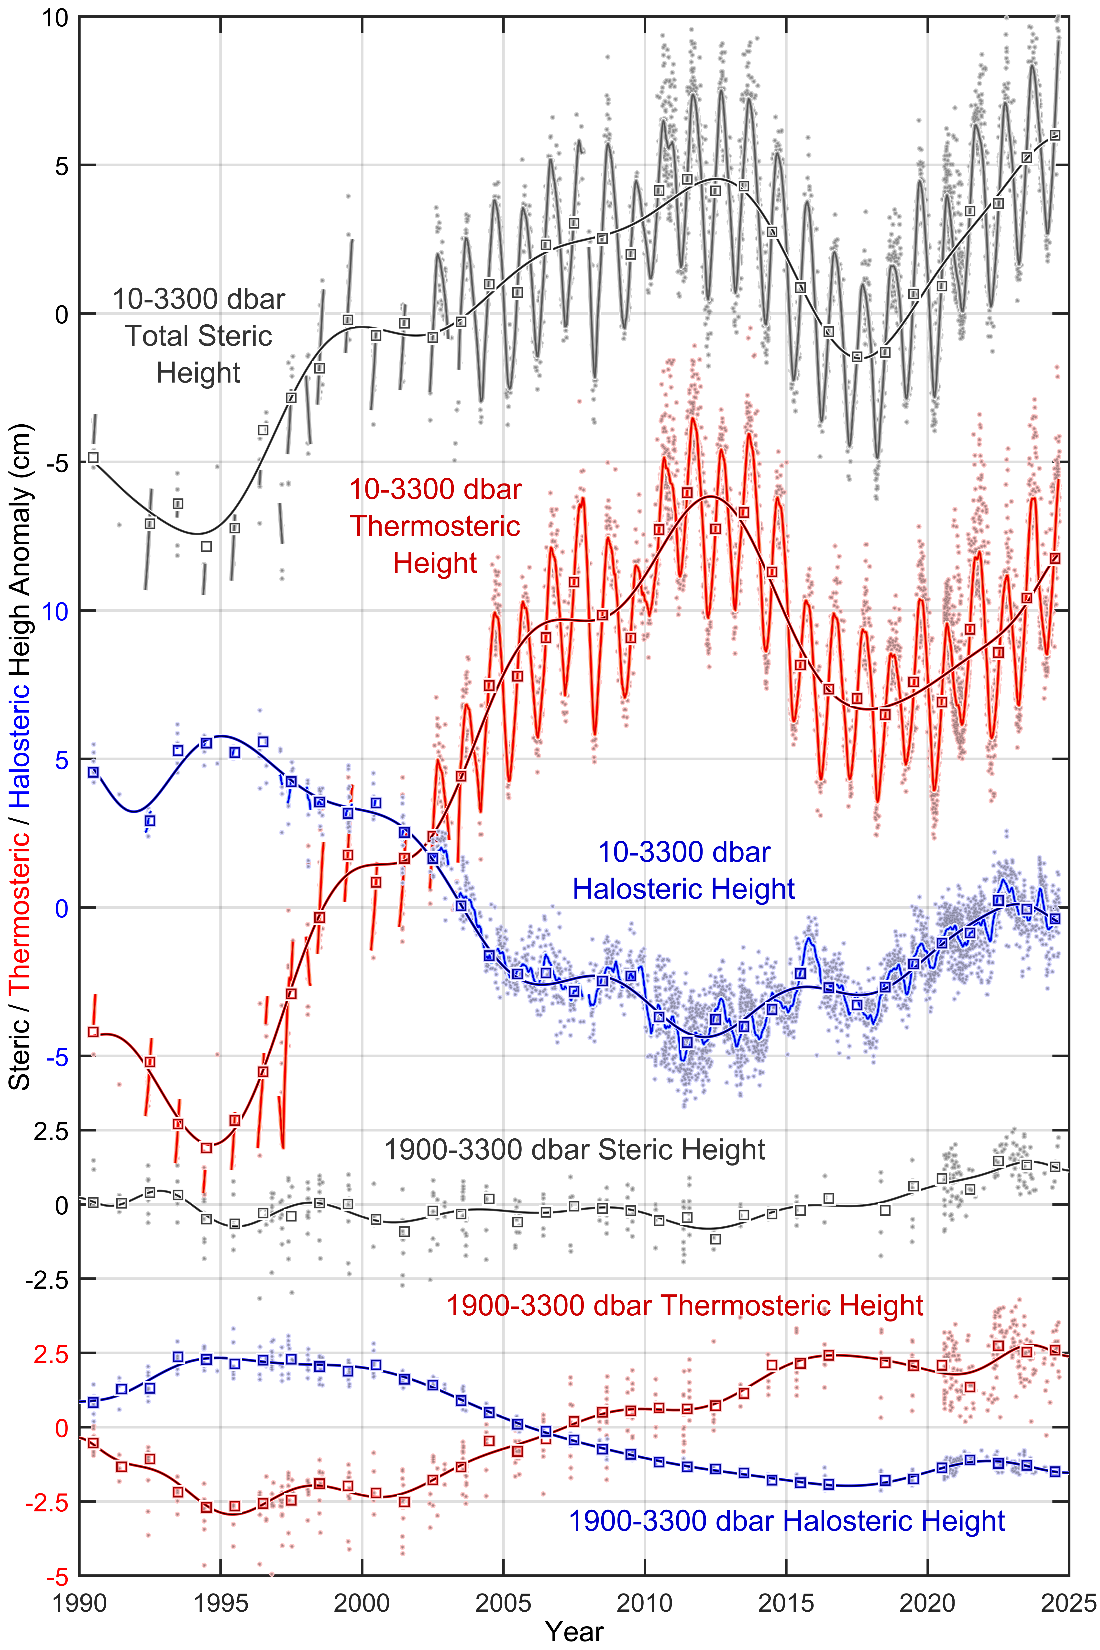 10
5
0
-5
10
5
0
-5
2.5
0
-2.5
2.5
0
-2.5
-5
Steric / Thermosteric / Halosteric Heigh Anomaly (cm)
10-3300 dbar
Total Steric
Height
10-3300 dbar
Thermosteric
Height
10-3300 dbar
Halosteric Height
1900-3300 dbar Steric Height
1900-3300 dbar Thermosteric Height
1900-3300 dbar Halosteric Height
1990 1995 2000 2005 2010 2015 2020 2025
Year